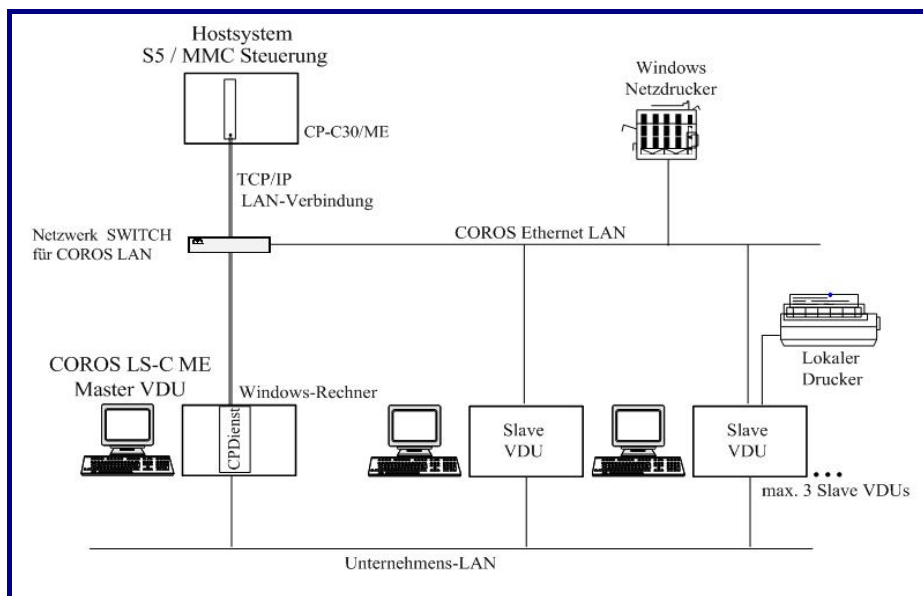 Hostsystem
S5 / MMC Steuerung
CP-C30/ME
Windows
Netzdrucker
TCP/IP
LAN-Verbindung
Netzwerk SWITCH
für COROS LAN
COROS Ethernet LAN
COROS LS-C ME
Master VDU
Windows-Rechner
CPDienst
Slave
VDU
Slave
VDU
Lokaler
Drucker
max. 3 Slave VDUs
Unternehmens-LAN